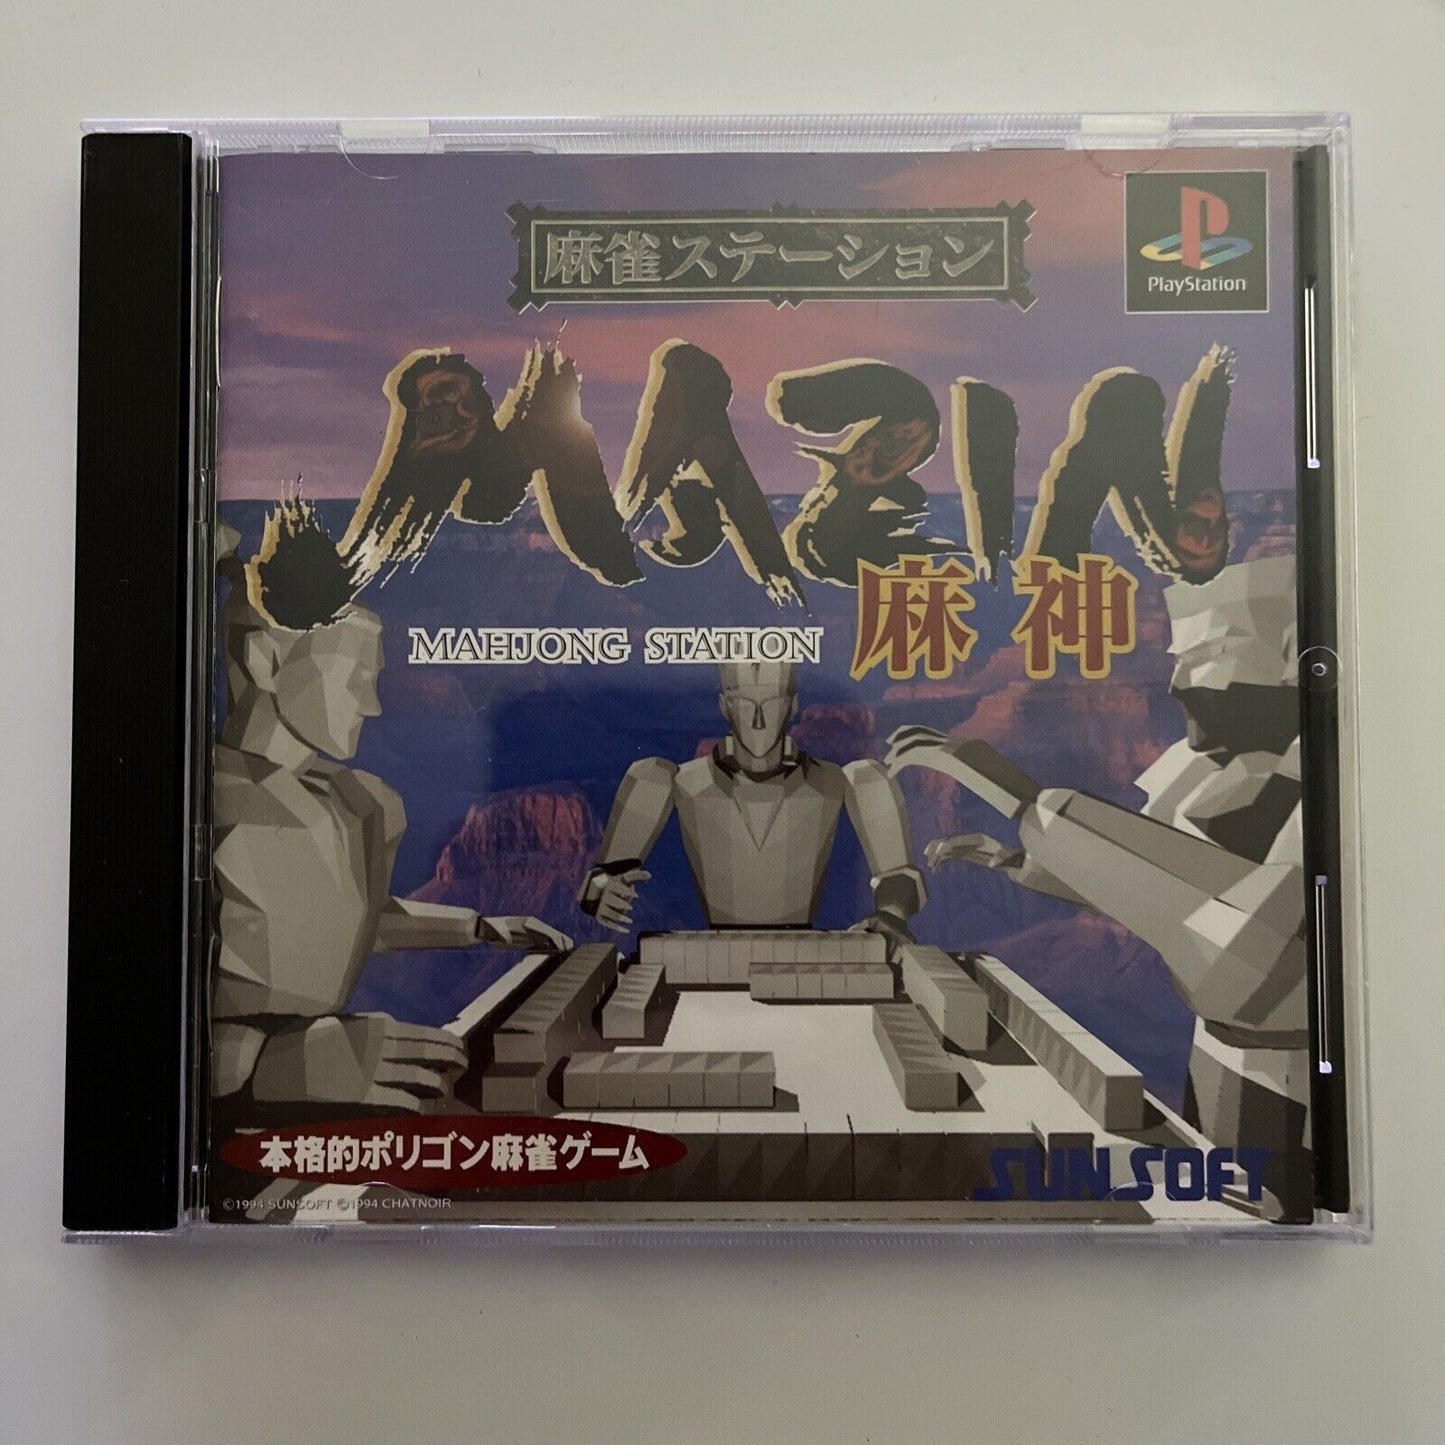 麻雀ステーション
PlayStation
MAZIN
MAHJONG STATION
麻神
本格的ポリゴン麻雀ゲーム
SUNSOFT
©1994 SUNSOFT ©1994 CHATNOIR